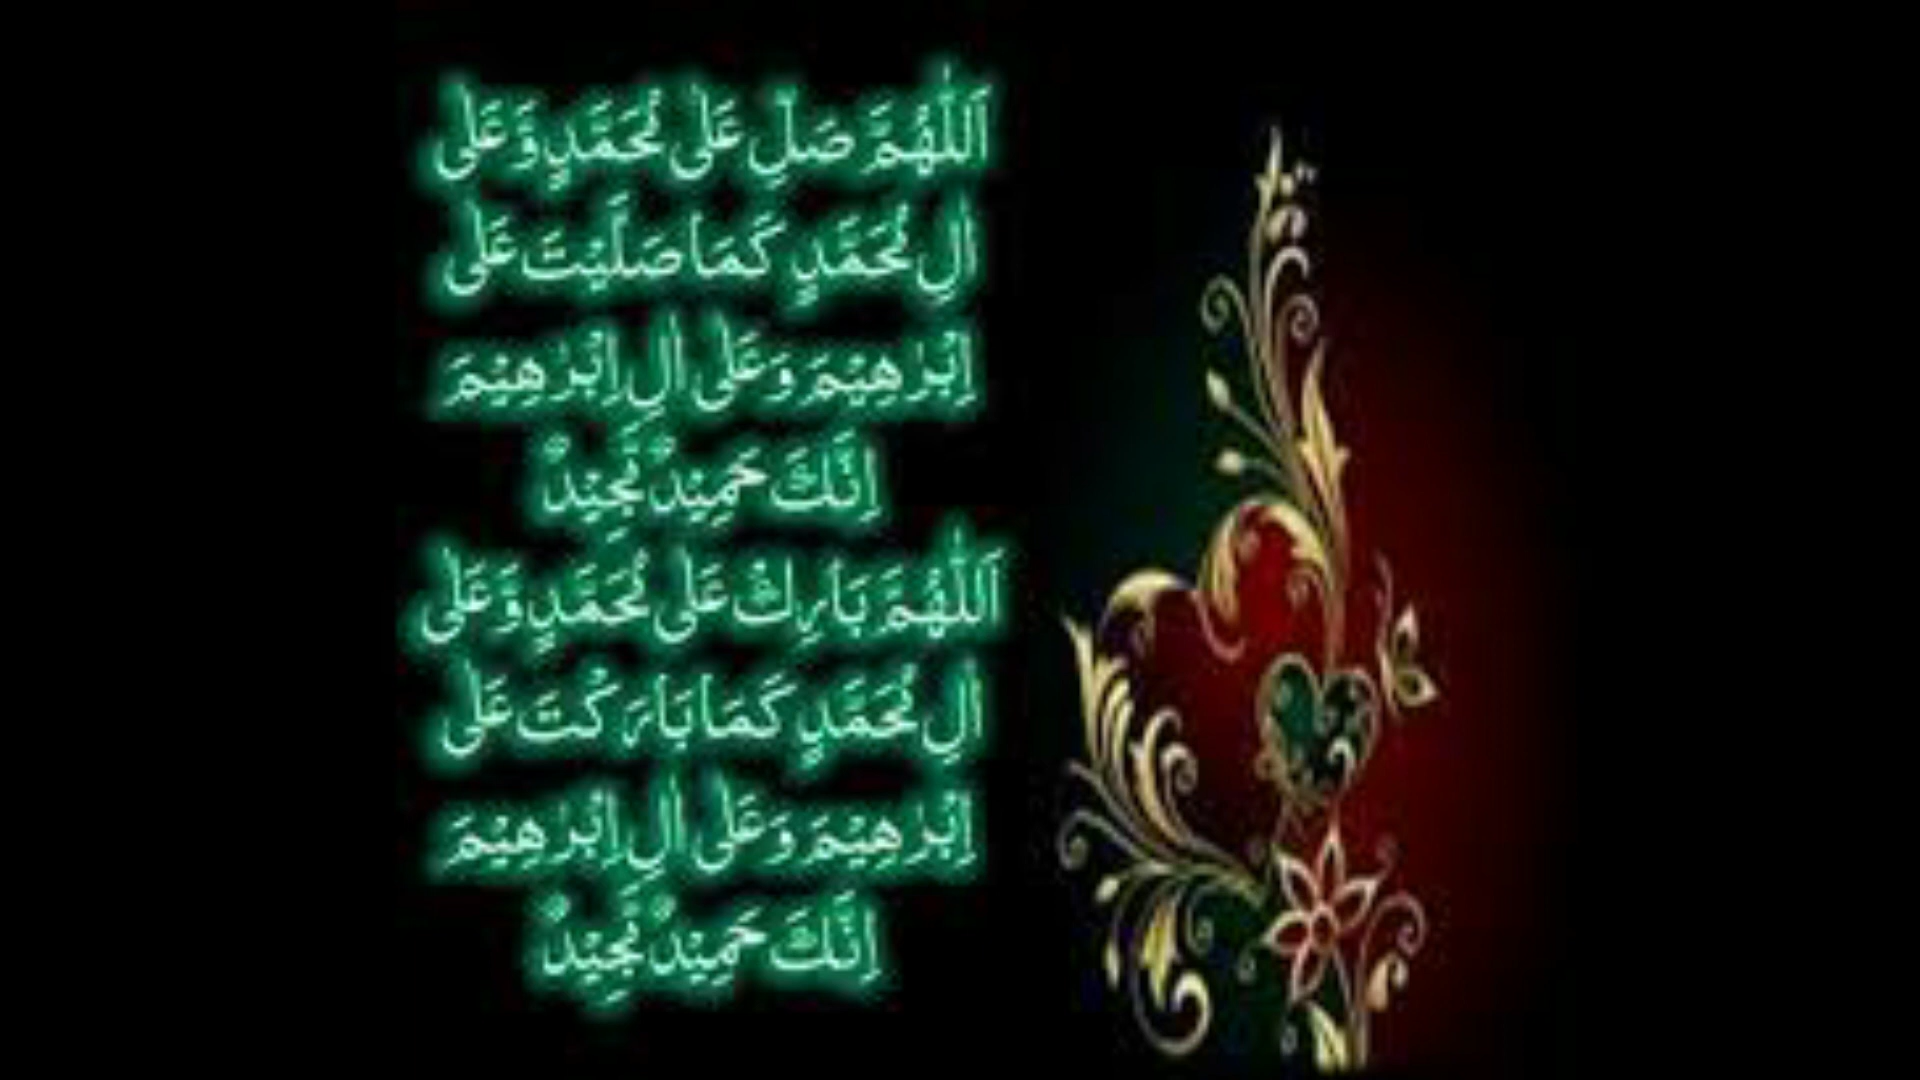 اَللّٰهُمَّ صَلِّ عَلٰى مُحَمَّدٍ وَّعَلٰى
اٰلِ مُحَمَّدٍ كَمَا صَلَّيْتَ عَلٰى
اِبْرٰهِيْمَ وَعَلٰى اٰلِ اِبْرٰهِيْمَ
اِنَّكَ حَمِيْدٌ مَّجِيْدٌ
اَللّٰهُمَّ بَارِكْ عَلٰى مُحَمَّدٍ وَّعَلٰى
اٰلِ مُحَمَّدٍ كَمَا بَارَكْتَ عَلٰى
اِبْرٰهِيْمَ وَعَلٰى اٰلِ اِبْرٰهِيْمَ
اِنَّكَ حَمِيْدٌ مَّجِيْدٌ